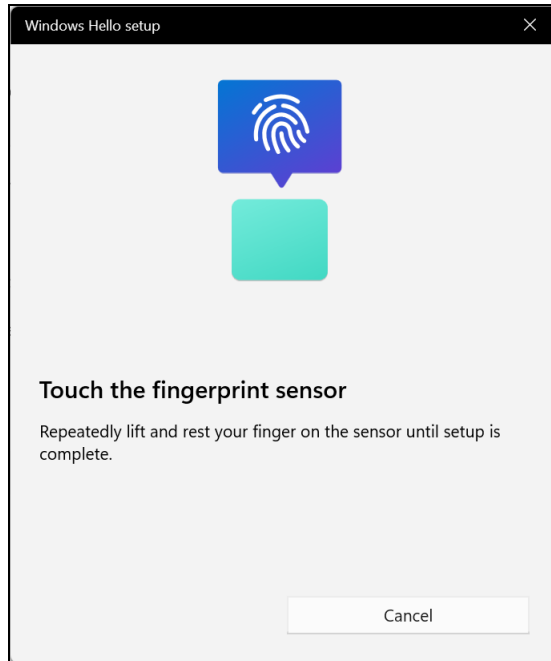 Windows Hello setup
Touch the fingerprint sensor
Repeatedly lift and rest your finger on the sensor until setup is
complete.
Cancel